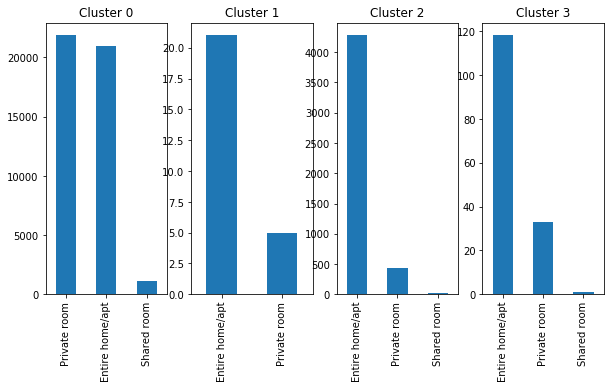 Cluster 0
Cluster 1
Cluster 2
Cluster 3
20000
15000
10000
5000
0
Private room
Entire home/apt
Shared room
20.0
17.5
15.0
12.5
10.0
7.5
5.0
2.5
0.0
Entire home/apt
Private room
4000
3500
3000
2500
2000
1500
1000
500
0
Entire home/apt
Private room
Shared room
120
100
80
60
40
20
0
Entire home/apt
Private room
Shared room